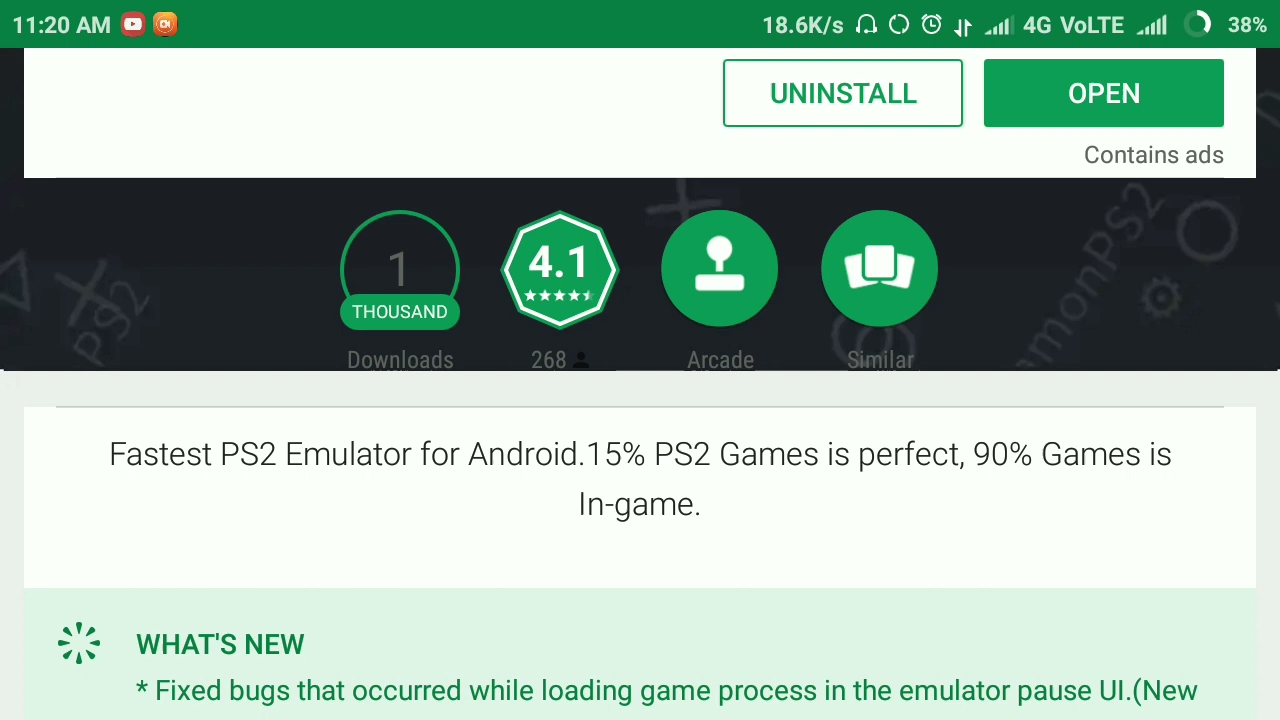 11:20 AM 18.6K/s 4G VoLTE 38%
UNINSTALL OPEN
Contains ads
1 4.1
THOUSAND
Downloads 268 Arcade Similar
PS2
amonPS2
Fastest PS2 Emulator for Android.15% PS2 Games is perfect, 90% Games is
In-game.
WHAT'S NEW
* Fixed bugs that occurred while loading game process in the emulator pause UI.(New